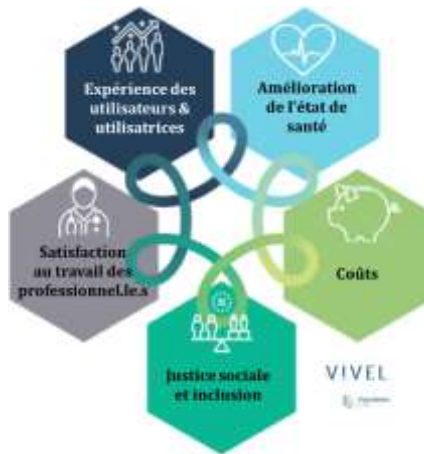 Expérience des
utilisateurs &
utilisatrices
Amélioration
de l'état de
santé
Satisfaction
au travail des
professionnel.le.s
Coûts
Justice sociale
et inclusion
V!VEL